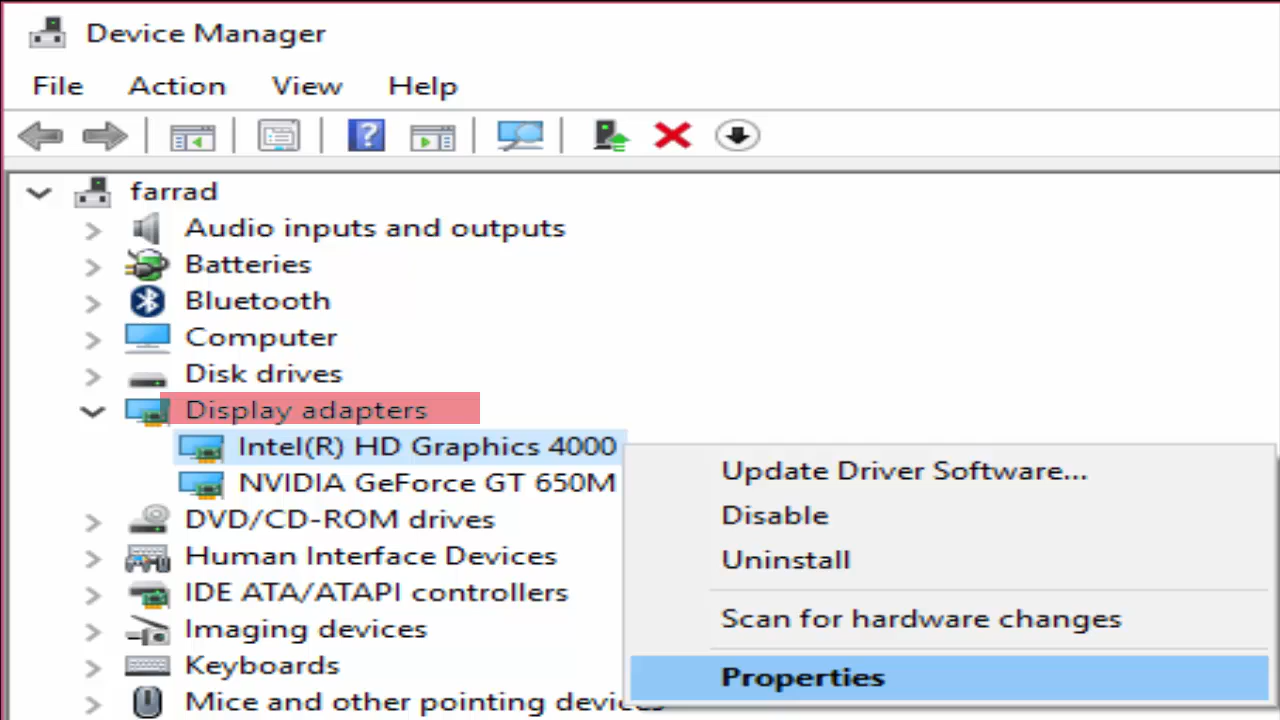 Device Manager
File Action View Help
farrad
Audio inputs and outputs
Batteries
Bluetooth
Computer
Disk drives
Display adapters
Intel(R) HD Graphics 4000
NVIDIA GeForce GT 650M
Update Driver Software...
Disable
Uninstall
Scan for hardware changes
Properties
DVD/CD-ROM drives
Human Interface Devices
IDE ATA/ATAPI controllers
Imaging devices
Keyboards
Mice and other pointing devices